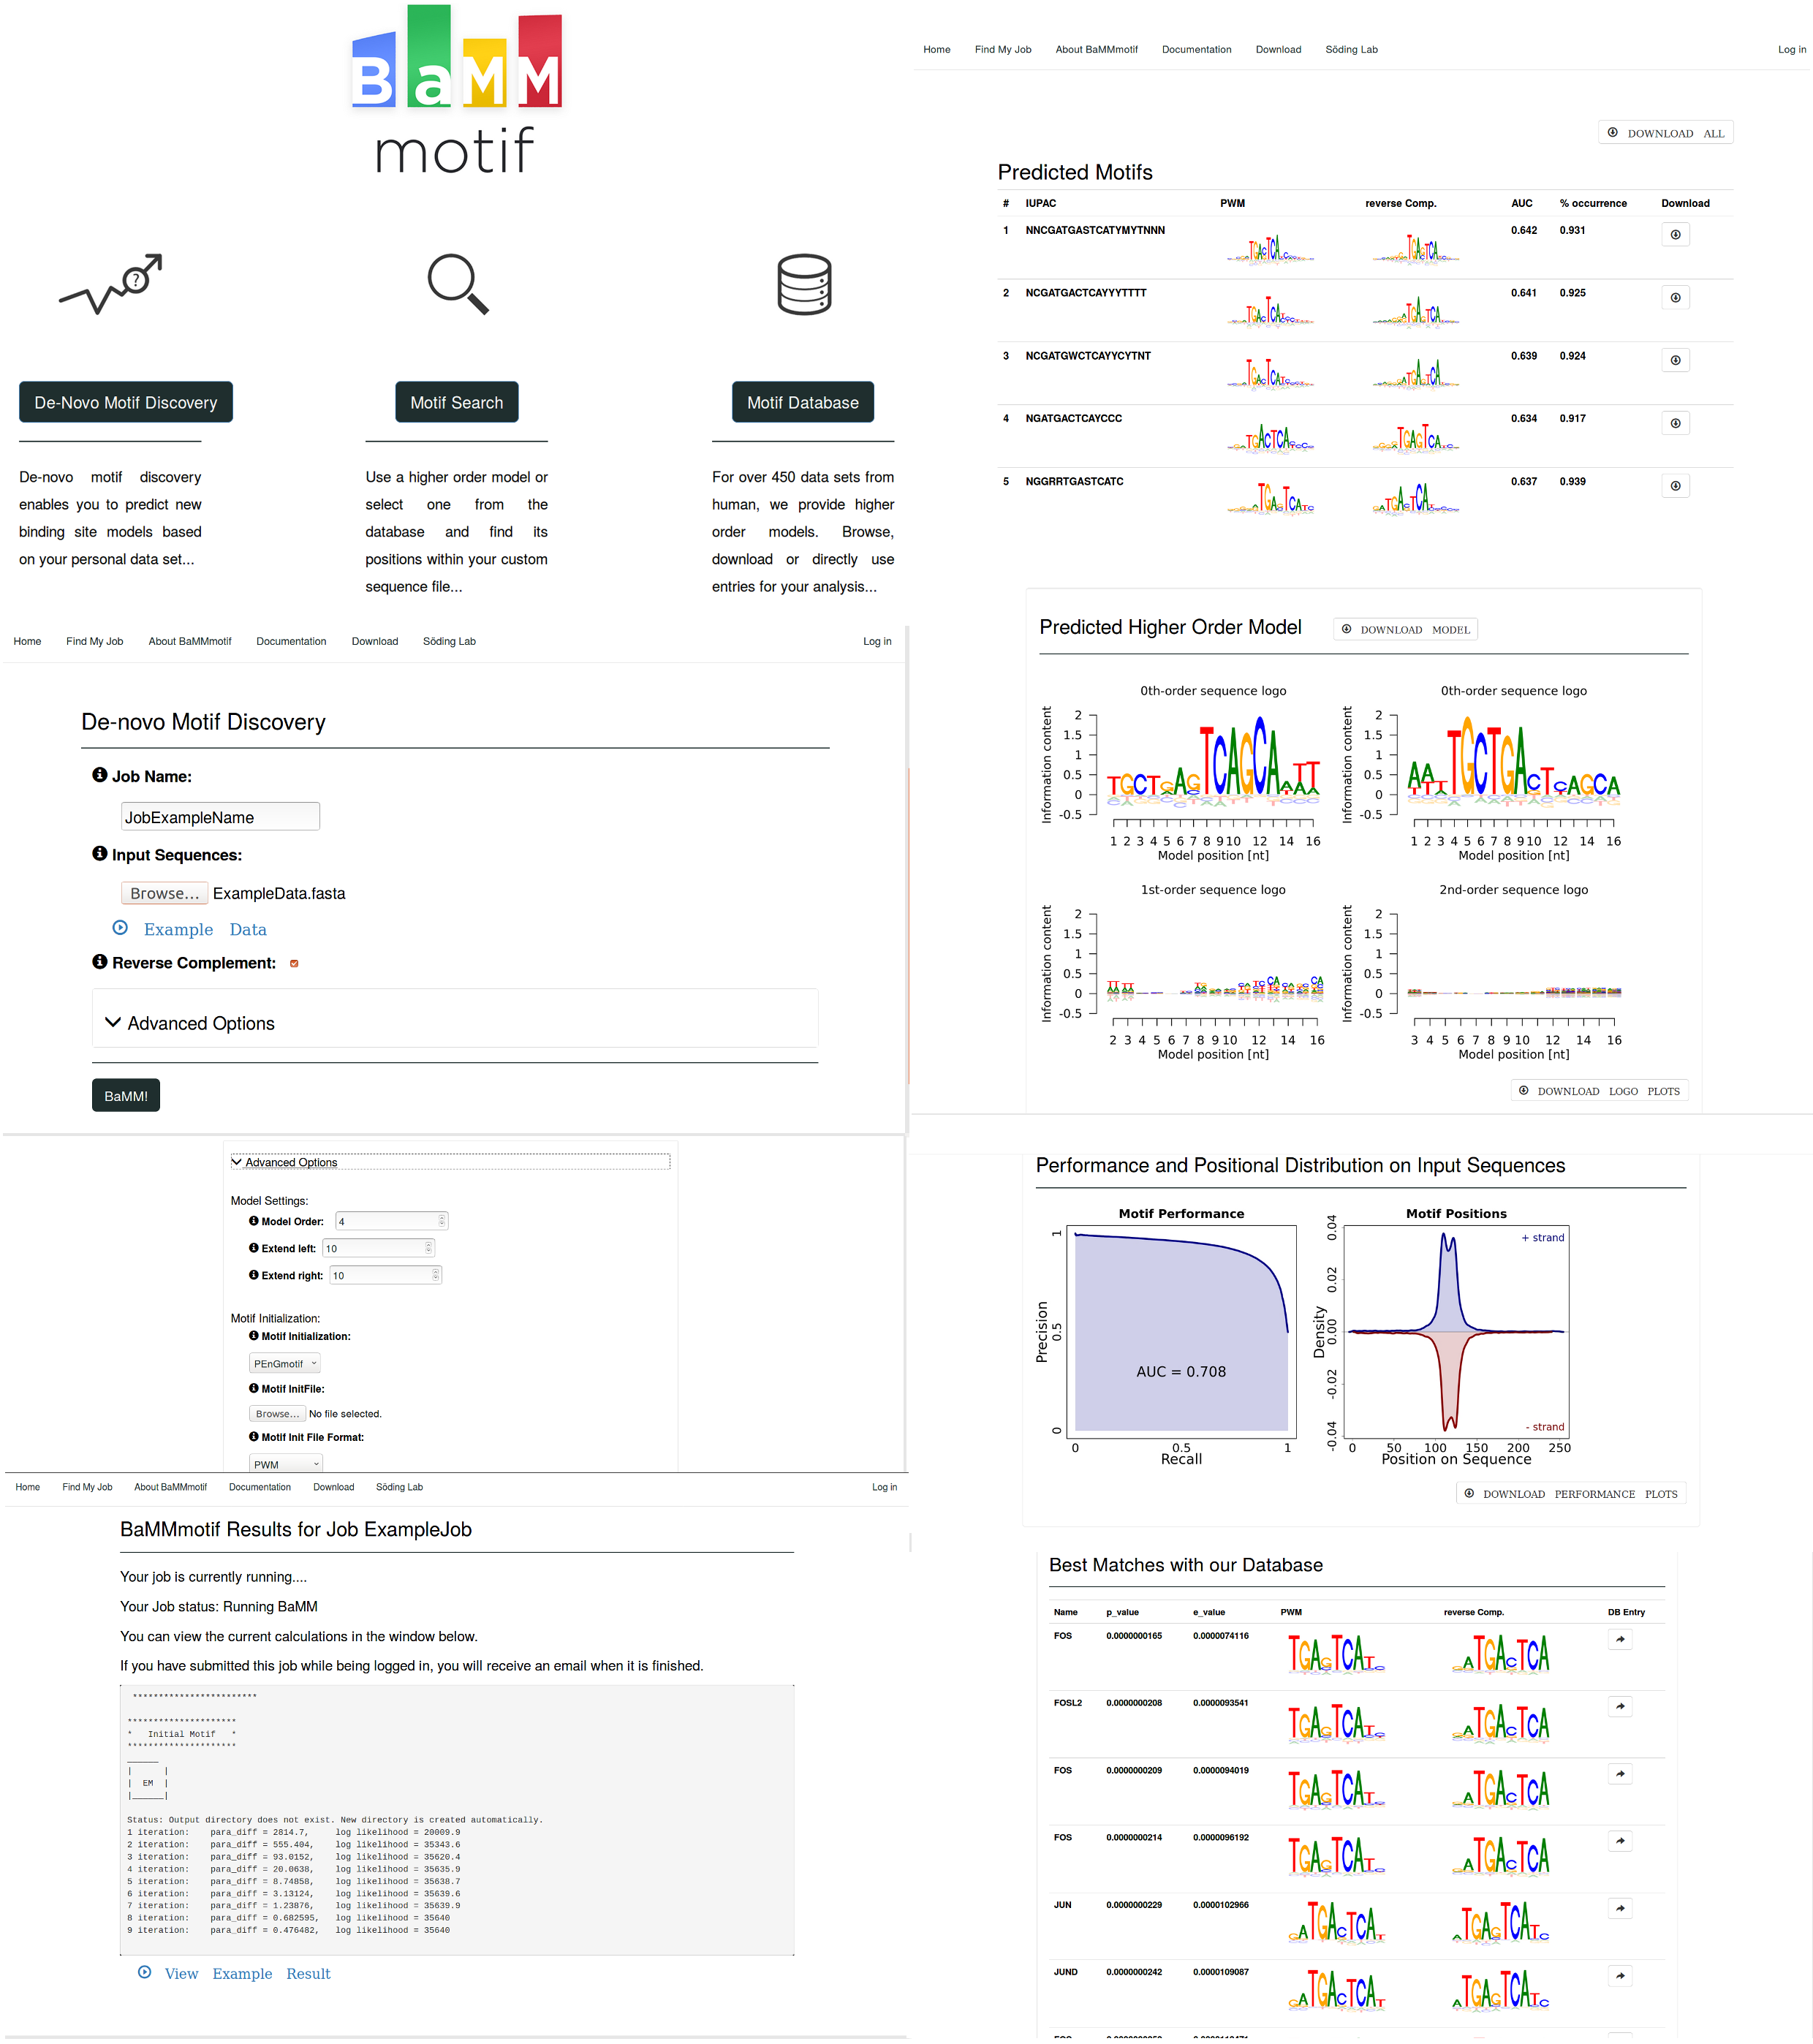 BaMM
motif
De-Novo Motif Discovery
De-novo motif discovery
enables you to predict new
binding site models based
on your personal data set...
Motif Search
Use a higher order model or
select one from the
database and find its
positions within your custom
sequence file...
Motif Database
For over 450 data sets from
human, we provide higher
order models. Browse,
download or directly use
entries for your analysis...
Home Find My Job About BaMMmotif Documentation Download Söding Lab Log in
De-novo Motif Discovery
Job Name:
JobExampleName
Input Sequences:
Browse... ExampleData.fasta
Example Data
Reverse Complement:
Advanced Options
BaMM!
Advanced Options
Model Settings:
Model Order: 4
Extend left: 10
Extend right: 10
Motif Initialization:
Motif Initialization:
PEnGmotif
Motif InitFile:
Browse... No file selected.
Motif Init File Format:
PWM
Home Find My Job About BaMMmotif Documentation Download Söding Lab Log in
BaMMmotif Results for Job ExampleJob
Your job is currently running....
Your Job status: Running BaMM
You can view the current calculations in the window below.
If you have submitted this job while being logged in, you will receive an email when it is finished.
*************************
*********************
* Initial Motif *
*********************
______
| |
| EM |
|______|
Status: Output directory does not exist. New directory is created automatically.
1 iteration: para_diff = 2814.7, log likelihood = 20009.9
2 iteration: para_diff = 555.404, log likelihood = 35343.6
3 iteration: para_diff = 93.0152, log likelihood = 35620.4
4 iteration: para_diff = 20.0638, log likelihood = 35635.9
5 iteration: para_diff = 8.74858, log likelihood = 35638.7
6 iteration: para_diff = 3.13124, log likelihood = 35639.6
7 iteration: para_diff = 1.23876, log likelihood = 35639.9
8 iteration: para_diff = 0.682595, log likelihood = 35640
9 iteration: para_diff = 0.476482, log likelihood = 35640
View Example Result
Home Find My Job About BaMMmotif Documentation Download Söding Lab Log in
DOWNLOAD ALL
Predicted Motifs
# IUPAC PWM reverse Comp. AUC % occurrence Download
1 NNCGATGASTCATYMYTNNN 0.642 0.931
2 NCGATGACTCAYYYTTTT 0.641 0.925
3 NCGATGWCTCAYYCYTNT 0.639 0.924
4 NGATGACTCAYCCC 0.634 0.917
5 NGGRRTGASTCATC 0.637 0.939
Predicted Higher Order Model DOWNLOAD MODEL
0th-order sequence logo
Information content
2
1.5
1
0.5
0
-0.5
1 2 3 4 5 6 7 8 9 10 12 14 16
Model position [nt]
0th-order sequence logo
Information content
2
1.5
1
0.5
0
-0.5
1 2 3 4 5 6 7 8 9 10 12 14 16
Model position [nt]
1st-order sequence logo
Information content
2
1.5
1
0.5
0
-0.5
2 3 4 5 6 7 8 9 10 12 14 16
Model position [nt]
2nd-order sequence logo
Information content
2
1.5
1
0.5
0
-0.5
3 4 5 6 7 8 9 10 12 14 16
Model position [nt]
DOWNLOAD LOGO PLOTS
Performance and Positional Distribution on Input Sequences
Motif Performance
Precision
1
0.5
0
AUC = 0.708
0 0.5 1
Recall
Motif Positions
Density
0.04
0.02
0.00
-0.02
-0.04
+ strand
- strand
0 50 100 150 200 250
Position on Sequence
DOWNLOAD PERFORMANCE PLOTS
Best Matches with our Database
Name p_value e_value PWM reverse Comp. DB Entry
FOS 0.0000000165 0.0000074116
FOSL2 0.0000000208 0.0000093541
FOS 0.0000000209 0.0000094019
FOS 0.0000000214 0.0000096192
JUN 0.0000000229 0.0000102966
JUND 0.0000000242 0.0000109087